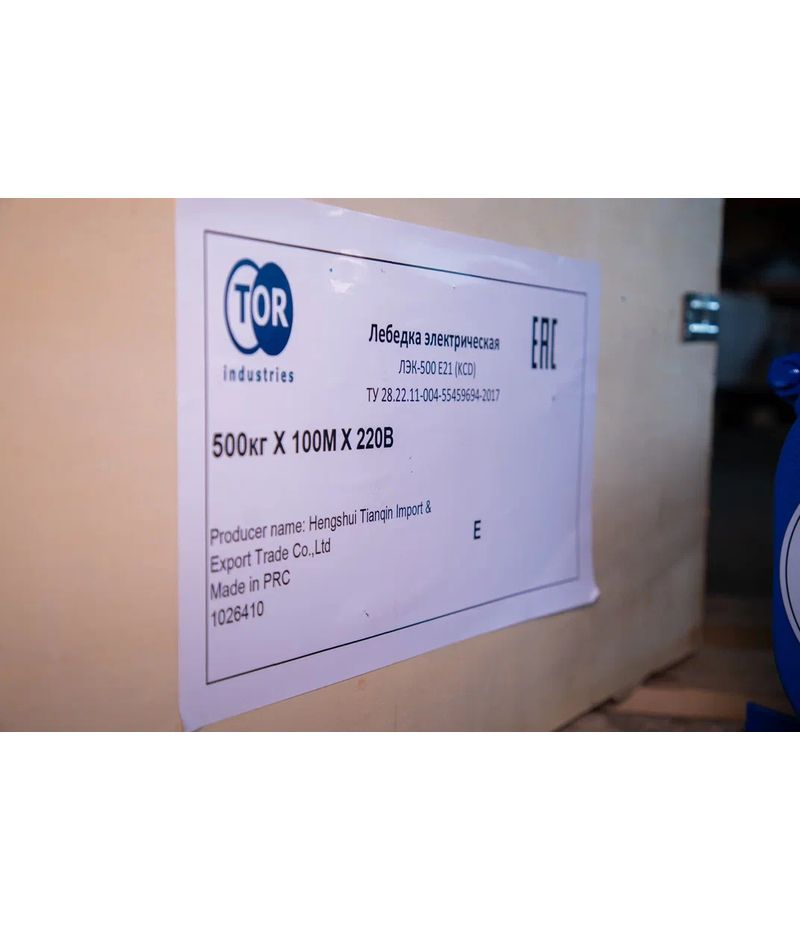 TOR
industries
Лебедка электрическая
ЛЭК-500 E21 (KCD)
ТУ 28.22.11-004-55459694-2017
EAC
500кг X 100М X 220В
Producer name: Hengshui Tianqin Import &
Export Trade Co.,Ltd
Made in PRC
1026410
E